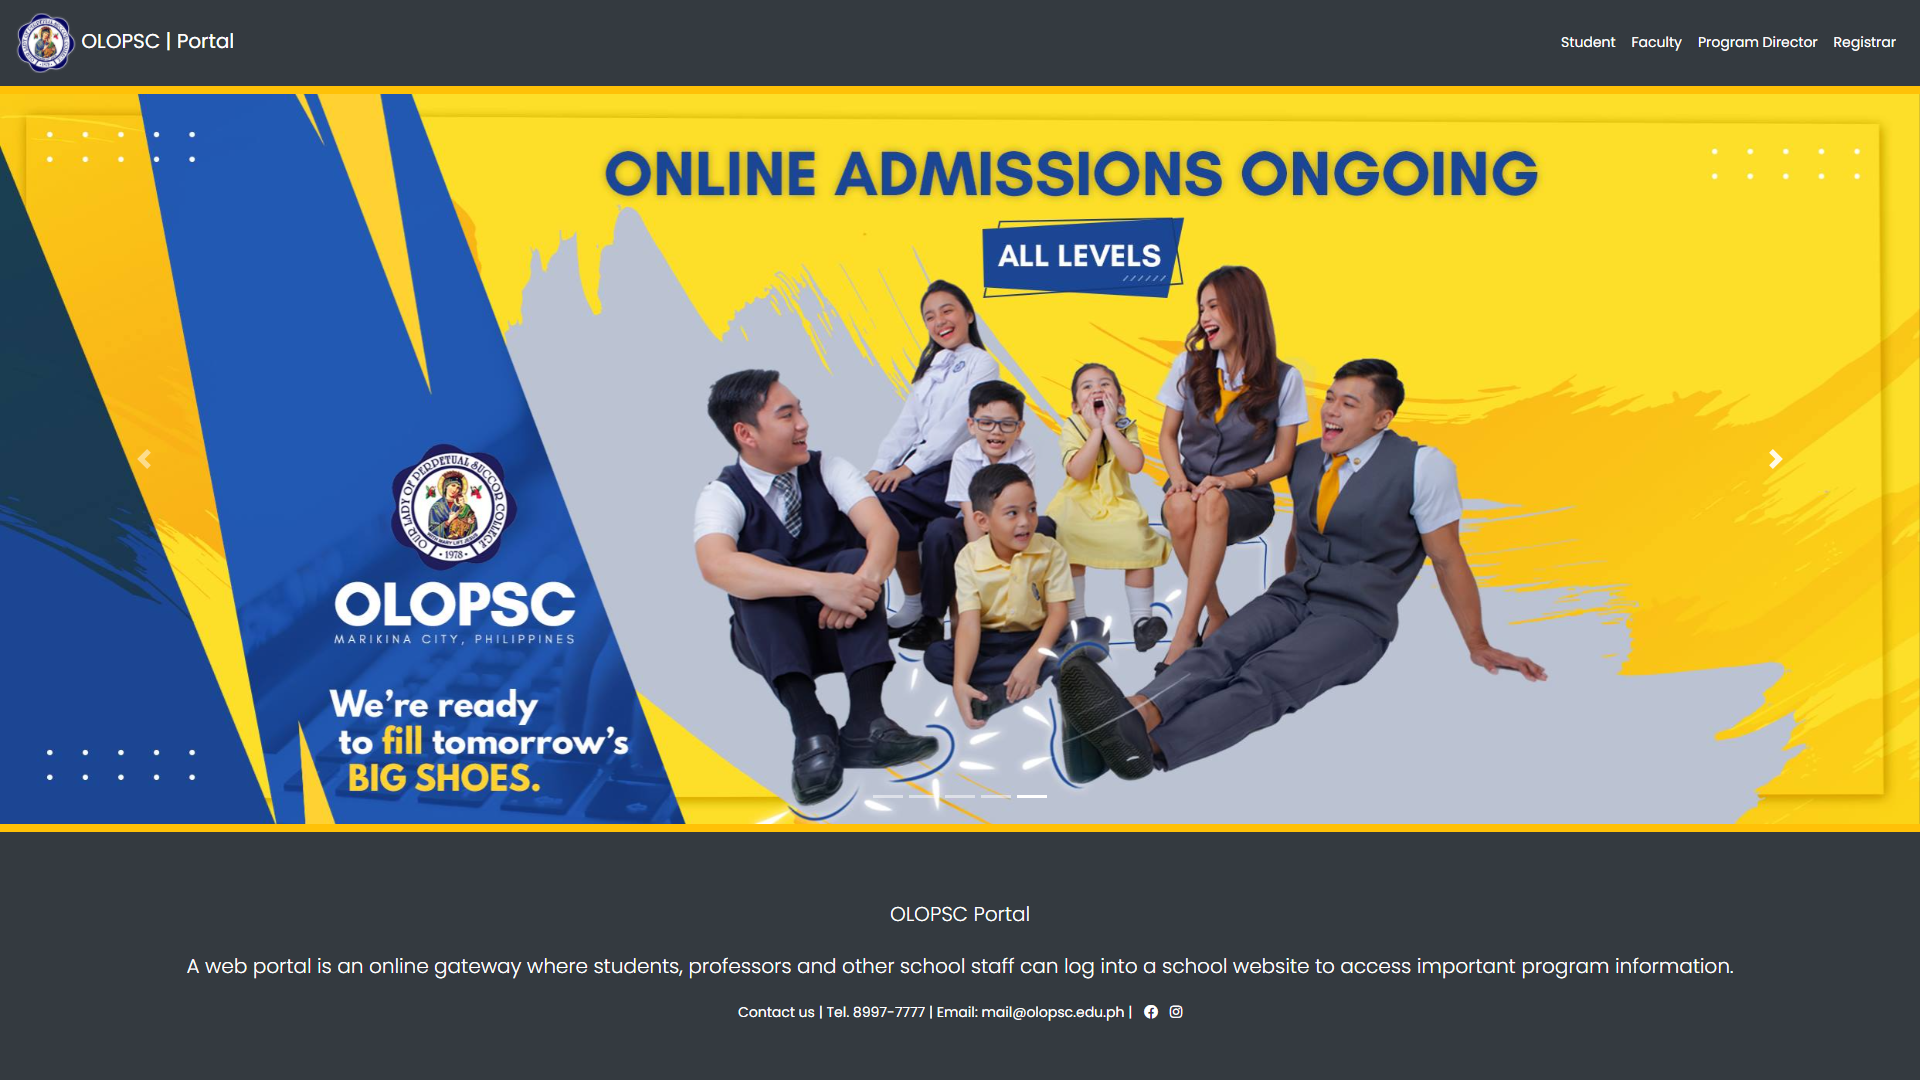 OLOPSC | Portal
Student Faculty Program Director Registrar
ONLINE ADMISSIONS ONGOING
ALL LEVELS
OUR LADY OF PERPETUAL SUCCOR COLLEGE
• 1978 •
OLOPSC
MARIKINA CITY, PHILIPPINES
We're ready
to fill tomorrow's
BIG SHOES.
OLOPSC Portal
A web portal is an online gateway where students, professors and other school staff can log into a school website to access important program information.
Contact us | Tel. 8997-7777 | Email: mail@olopsc.edu.ph |